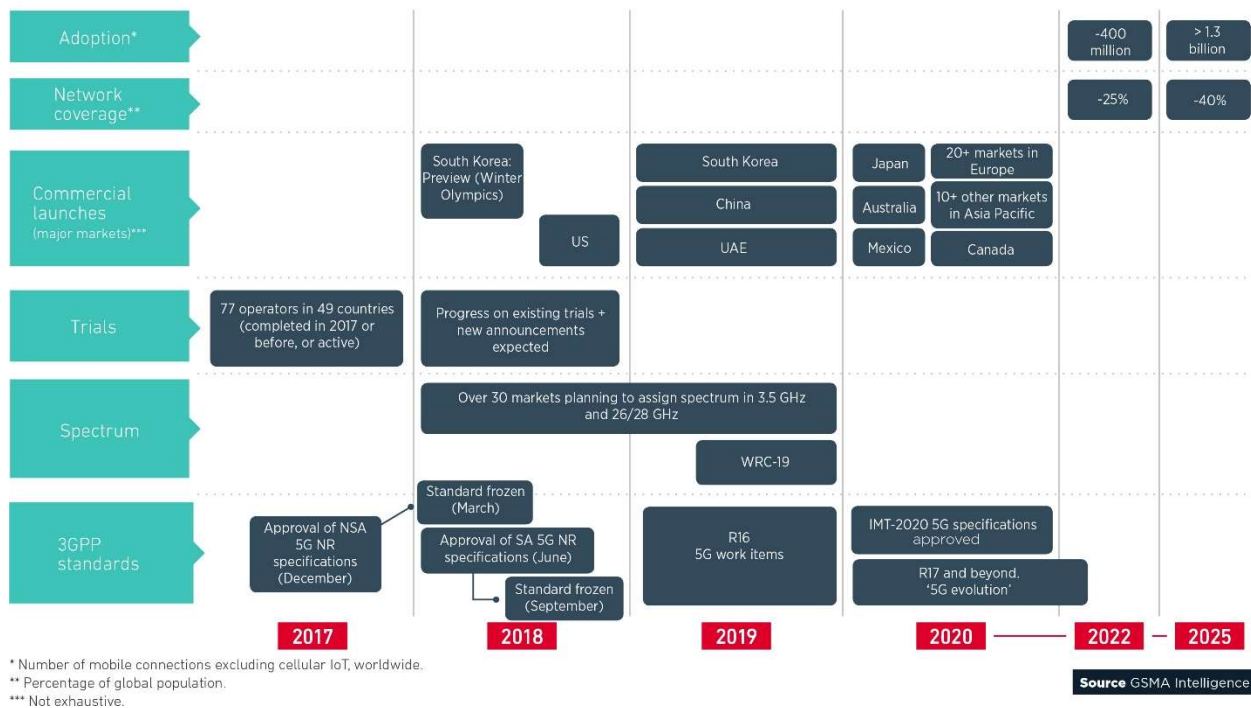 Adoption*
-400
million
> 1.3
billion
Network
coverage**
-25%
-40%
Commercial
launches
(major markets)***
South Korea:
Preview (Winter
Olympics)
US
South Korea
China
UAE
Japan
Australia
Mexico
20+ markets in
Europe
10+ other markets
in Asia Pacific
Canada
Trials
77 operators in 49 countries
(completed in 2017 or
before, or active)
Progress on existing trials +
new announcements
expected
Spectrum
Over 30 markets planning to assign spectrum in 3.5 GHz
and 26/28 GHz
WRC-19
3GPP
standards
Approval of NSA
5G NR
specifications
(December)
Standard frozen
(March)
Approval of SA 5G NR
specifications (June)
Standard frozen
(September)
R16
5G work items
IMT-2020 5G specifications
approved
R17 and beyond.
‘5G evolution’
2017
2018
2019
2020
2022
2025
* Number of mobile connections excluding cellular IoT, worldwide.
** Percentage of global population.
*** Not exhaustive.
Source GSMA Intelligence